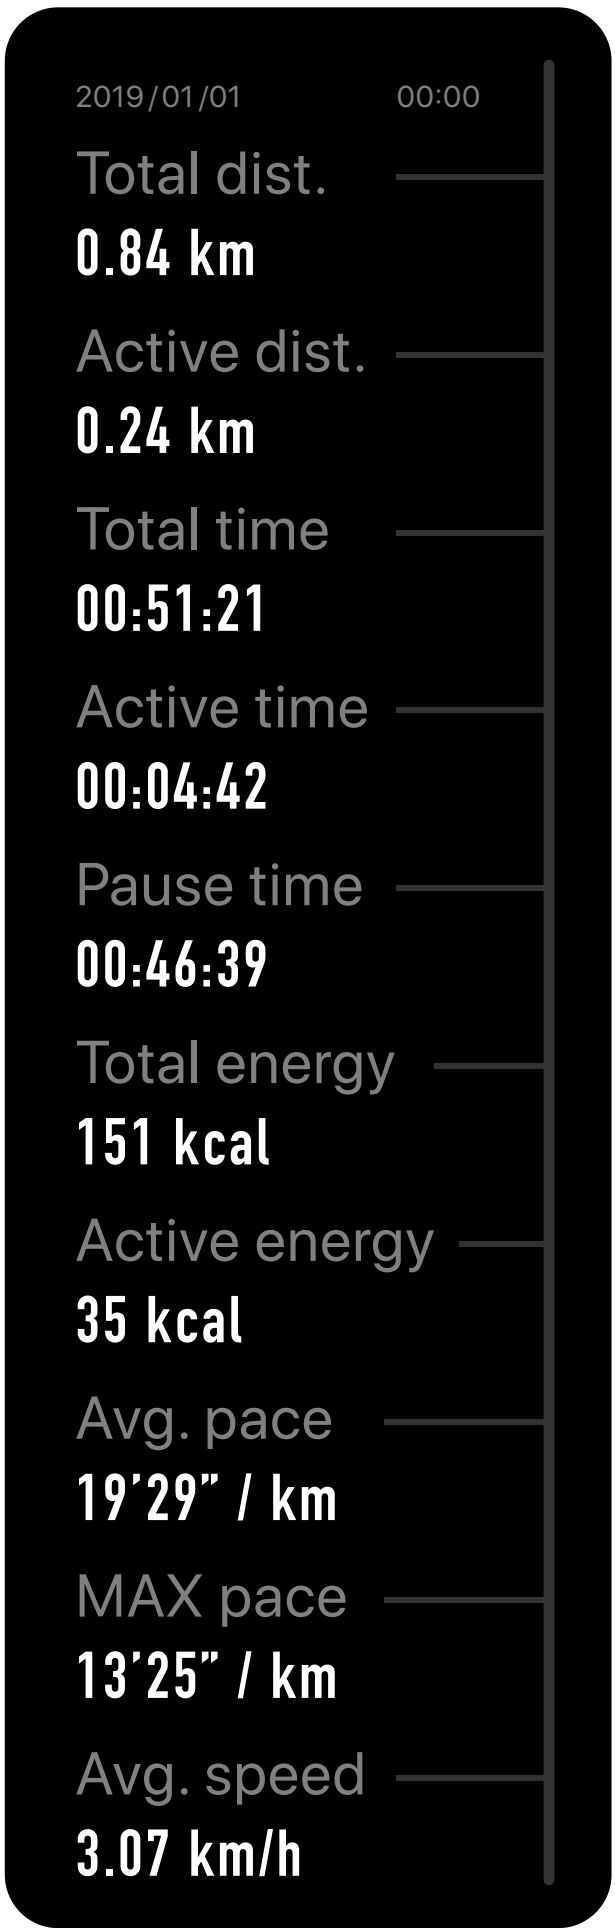 2019/01/01 00:00
Total dist.
0.84 km
Active dist.
0.24 km
Total time
00:51:21
Active time
00:04:42
Pause time
00:46:39
Total energy
151 kcal
Active energy
35 kcal
Avg. pace
19’29” / km
MAX pace
13’25” / km
Avg. speed
3.07 km/h